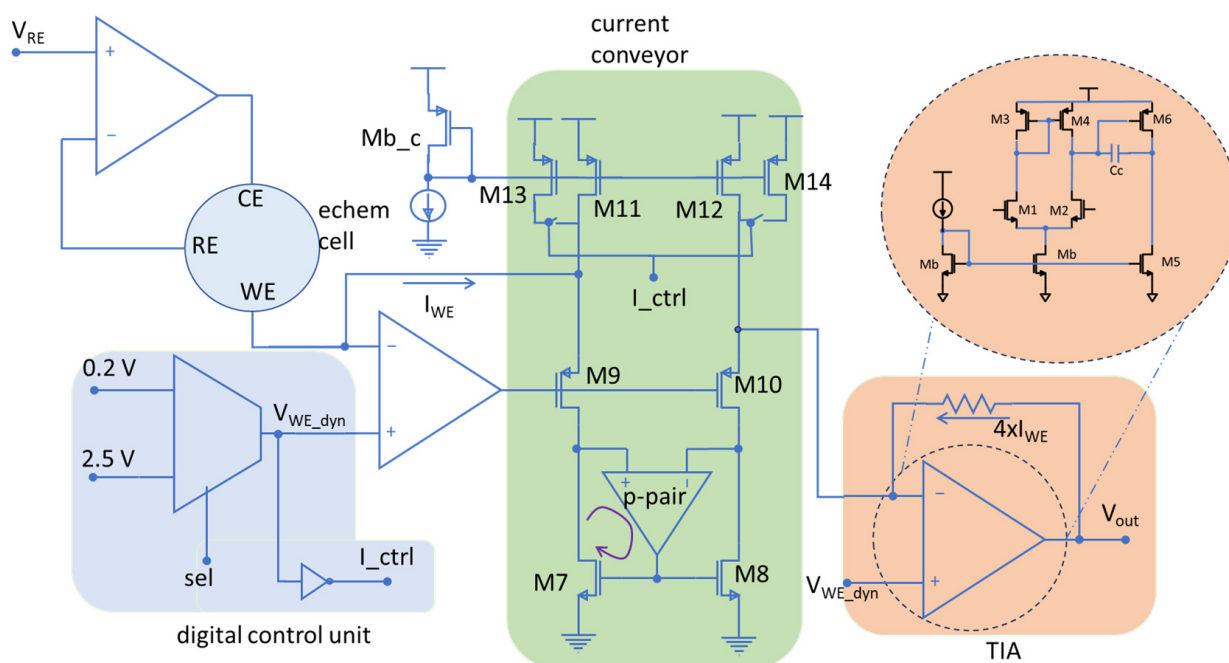 current
conveyor
V_RE
+
−
CE
RE
WE
echem
cell
Mb_c
M13
M11
M12
M14
I_ctrl
I_WE
−
+
M9
M10
+
-
p-pair
M7
M8
0.2 V
2.5 V
V_WE_dyn
sel
I_ctrl
digital control unit
M3
M4
M6
Cc
M1
M2
Mb
Mb
M5
4xI_WE
−
+
V_out
V_WE_dyn
TIA